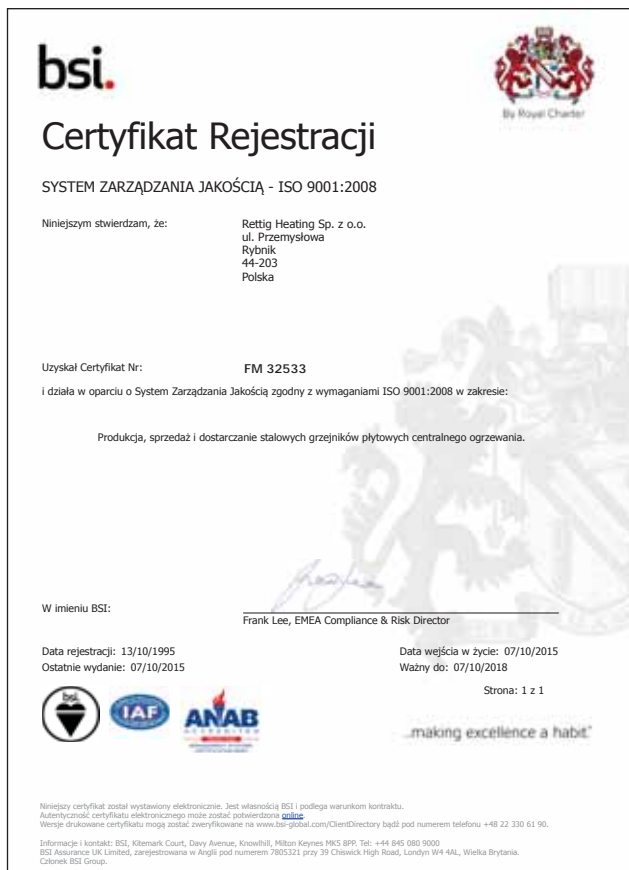 bsi.
By Royal Charter
Certyfikat Rejestracji
SYSTEM ZARZĄDZANIA JAKOŚCIĄ - ISO 9001:2008
Niniejszym stwierdzam, że:
Rettig Heating Sp. z o.o.
ul. Przemysłowa
Rybnik
44-203
Polska
Uzyskał Certyfikat Nr:
FM 32533
i działa w oparciu o System Zarządzania Jakością zgodny z wymaganiami ISO 9001:2008 w zakresie:
Produkcja, sprzedaż i dostarczanie stalowych grzejników płytowych centralnego ogrzewania.
W imieniu BSI:
Frank Lee, EMEA Compliance & Risk Director
Data rejestracji: 13/10/1995
Data wejścia w życie: 07/10/2015
Ostatnie wydanie: 07/10/2015
Ważny do: 07/10/2018
Strona: 1 z 1
bsi.
IAF
ANAB
ACCREDITED
...making excellence a habit.™
Niniejszy certyfikat został wystawiony elektronicznie. Jest własnością BSI i podlega warunkom kontraktu.
Autentyczność certyfikatu elektronicznego może zostać potwierdzona online.
Wersje drukowane certyfikatu mogą zostać zweryfikowane na www.bsi-global.com/ClientDirectory bądź pod numerem telefonu +48 22 330 61 90.
Informacje i kontakt: BSI, Kitemark Court, Davy Avenue, Knowlhill, Milton Keynes MK5 8PP. Tel: +44 845 080 9000
BSI Assurance UK Limited, zarejestrowana w Anglii pod numerem 7805321 przy 39 Chiswick High Road, Londyn W4 4AL, Wielka Brytania.
Członek BSI Group.